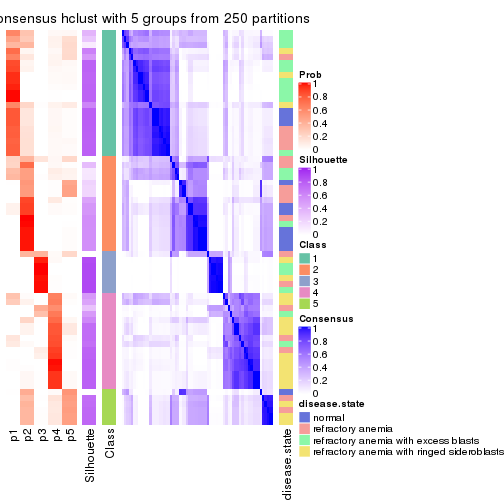 onsensus hclust with 5 groups from 250 partitions
Prob
0.8
0.6
0.4
0.2
0
Silhouette
1
0.8
0.6
0.4
0.2
0
Class
1
2
3
4
5
Consensus
1
0.8
0.6
0.4
0.2
0
disease.state
normal
refractory anemia
refractory anemia with excess blasts
refractory anemia with ringed sideroblasts
p1
p2
p3
p4
p5
Silhouette
Class
disease.state